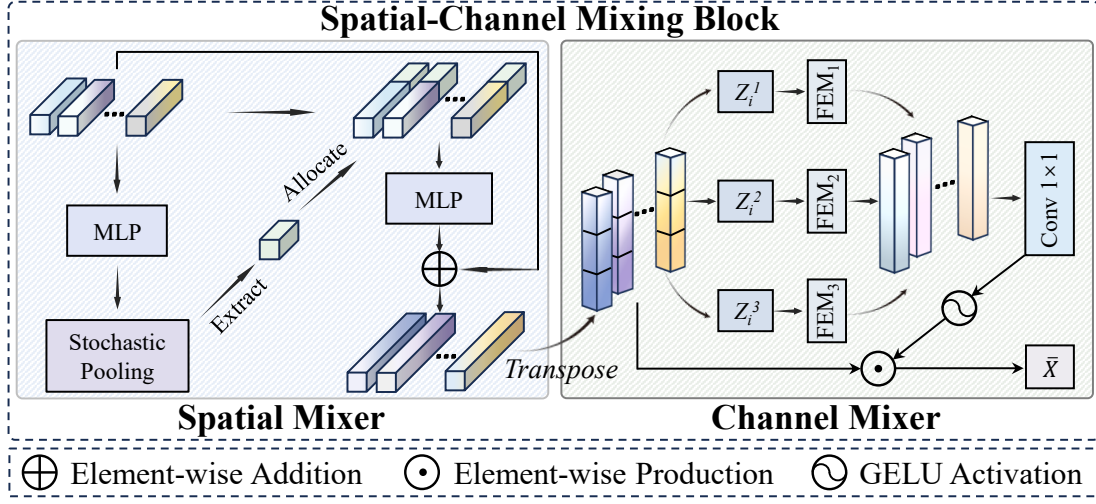 Spatial-Channel Mixing Block
MLP
Stochastic
Pooling
Extract
Allocate
MLP
Transpose
Spatial Mixer
Z_i^1
FEM_1
Z_i^2
FEM_2
Z_i^3
FEM_3
Conv 1×1
X̄
Channel Mixer
Element-wise Addition
Element-wise Production
GELU Activation